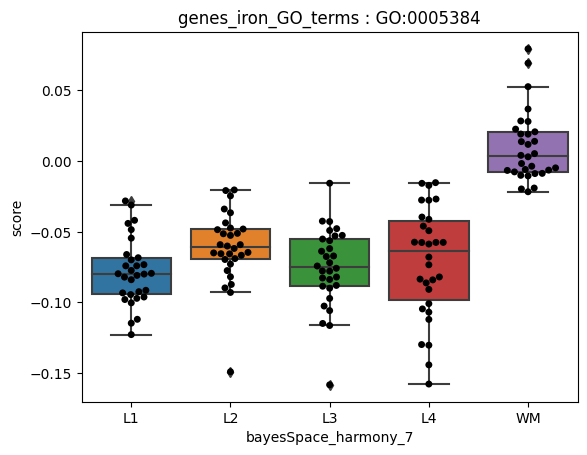 genes_iron_GO_terms : GO:0005384
score
0.05
0.00
−0.05
−0.10
−0.15
L1 L2 L3 L4 WM
bayesSpace_harmony_7